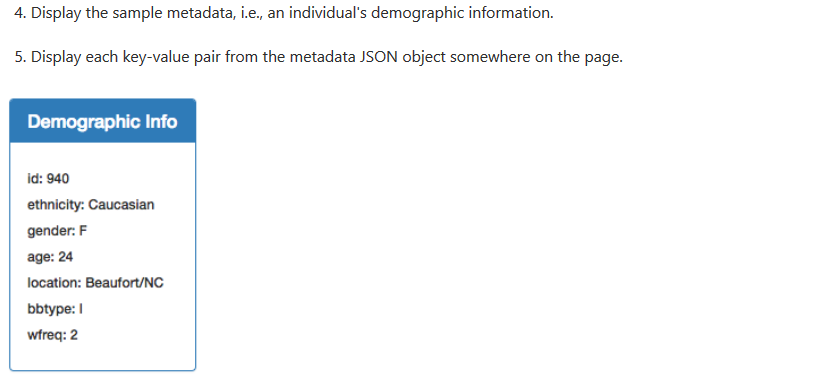 4. Display the sample metadata, i.e., an individual's demographic information.
5. Display each key-value pair from the metadata JSON object somewhere on the page.
Demographic Info
id: 940
ethnicity: Caucasian
gender: F
age: 24
location: Beaufort/NC
bbtype: I
wfreq: 2